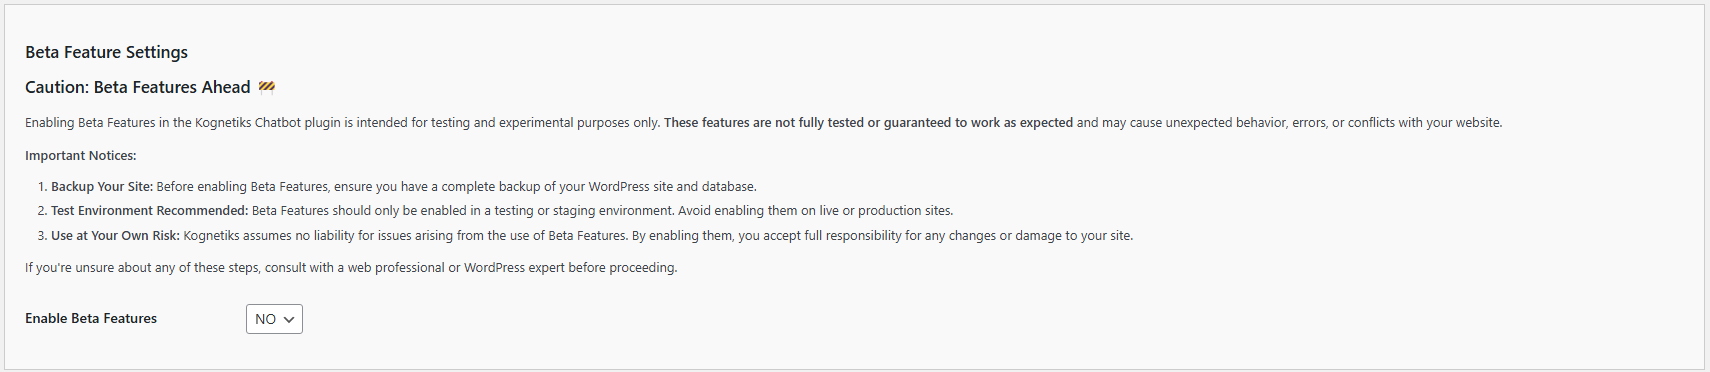 Beta Feature Settings
Caution: Beta Features Ahead 🚧
Enabling Beta Features in the Kognetiks Chatbot plugin is intended for testing and experimental purposes only. These features are not fully tested or guaranteed to work as expected and may cause unexpected behavior, errors, or conflicts with your website.
Important Notices:
1. Backup Your Site: Before enabling Beta Features, ensure you have a complete backup of your WordPress site and database.
2. Test Environment Recommended: Beta Features should only be enabled in a testing or staging environment. Avoid enabling them on live or production sites.
3. Use at Your Own Risk: Kognetiks assumes no liability for issues arising from the use of Beta Features. By enabling them, you accept full responsibility for any changes or damage to your site.
If you're unsure about any of these steps, consult with a web professional or WordPress expert before proceeding.
Enable Beta Features NO